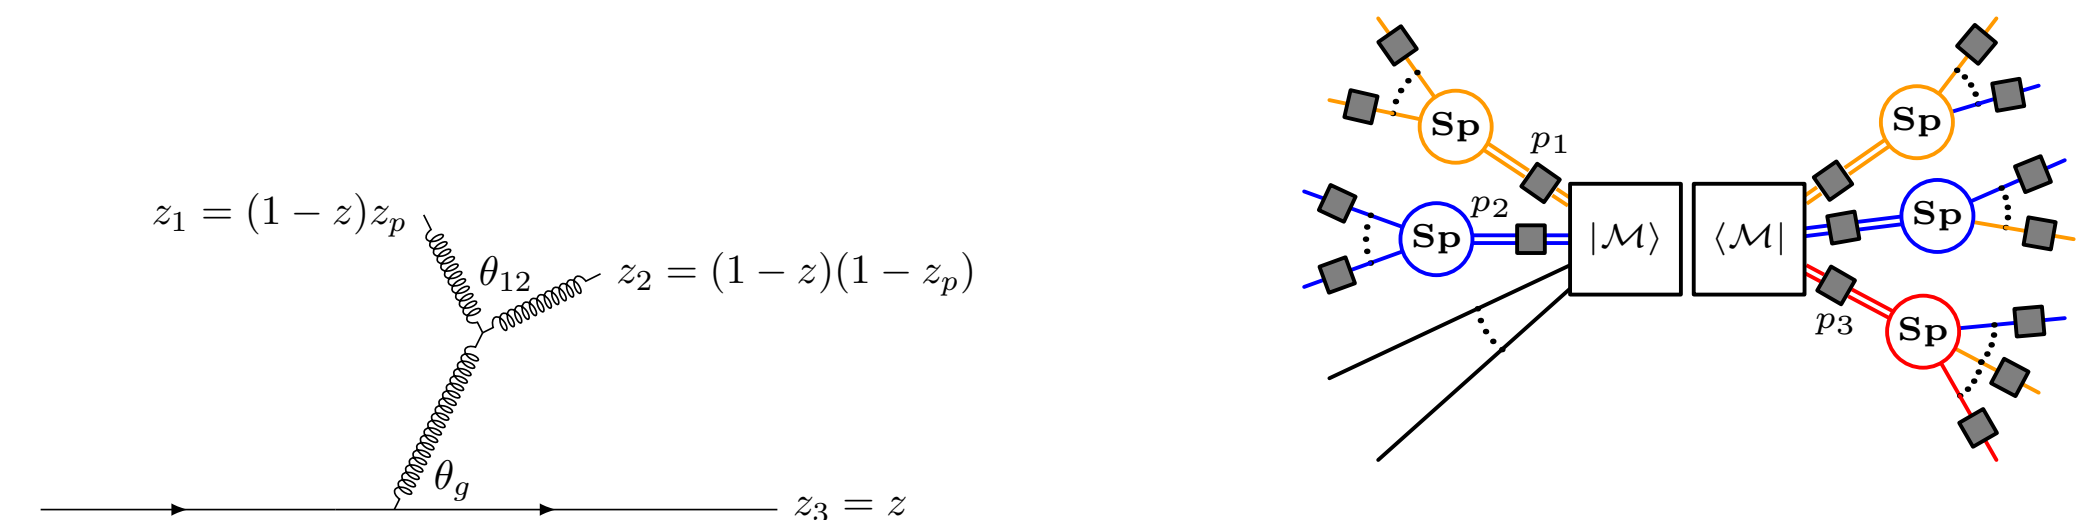 z_1 = (1 − z)z_p
θ_12
z_2 = (1 − z)(1 − z_p)
θ_g
z_3 = z
Sp
p_1
Sp
p_2
Sp
|ℳ⟩
⟨ℳ|
Sp
p_3
Sp